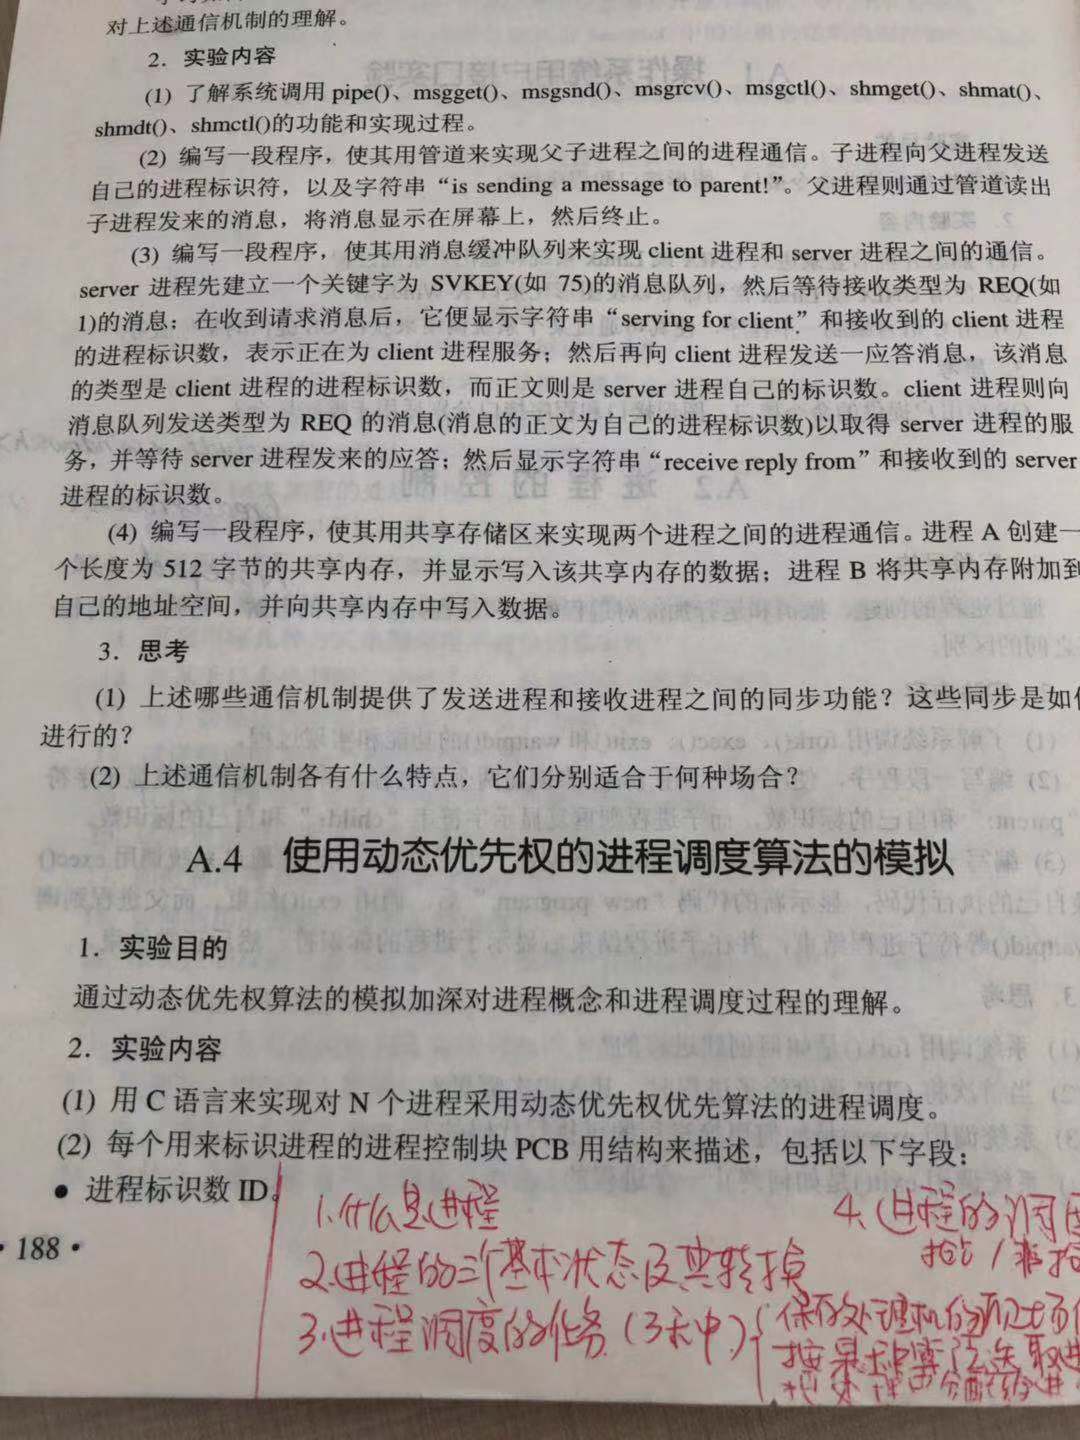 对上述通信机制的理解。
2．实验内容
(1) 了解系统调用 pipe()、msgget()、msgsnd()、msgrcv()、msgctl()、shmget()、shmat()、
shmdt()、shmctl()的功能和实现过程。
(2) 编写一段程序，使其用管道来实现父子进程之间的进程通信。子进程向父进程发送
自己的进程标识符，以及字符串“is sending a message to parent!”。父进程则通过管道读出
子进程发来的消息，将消息显示在屏幕上，然后终止。
(3) 编写一段程序，使其用消息缓冲队列来实现 client 进程和 server 进程之间的通信。
server 进程先建立一个关键字为 SVKEY(如 75)的消息队列，然后等待接收类型为 REQ(如
1)的消息；在收到请求消息后，它便显示字符串“serving for client”和接收到的 client 进程
的进程标识数，表示正在为 client 进程服务；然后再向 client 进程发送一应答消息，该消息
的类型是 client 进程的进程标识数，而正文则是 server 进程自己的标识数。client 进程则向
消息队列发送类型为 REQ 的消息(消息的正文为自己的进程标识数)以取得 server 进程的服
务，并等待 server 进程发来的应答；然后显示字符串“receive reply from”和接收到的 server
进程的标识数。
(4) 编写一段程序，使其用共享存储区来实现两个进程之间的进程通信。进程 A 创建一
个长度为 512 字节的共享内存，并显示写入该共享内存的数据；进程 B 将共享内存附加到
自己的地址空间，并向共享内存中写入数据。
3．思考
(1) 上述哪些通信机制提供了发送进程和接收进程之间的同步功能？这些同步是如何
进行的？
(2) 上述通信机制各有什么特点，它们分别适合于何种场合？
A.4 使用动态优先权的进程调度算法的模拟
1．实验目的
通过动态优先权算法的模拟加深对进程概念和进程调度过程的理解。
2．实验内容
(1) 用 C 语言来实现对 N 个进程采用动态优先权优先算法的进程调度。
(2) 每个用来标识进程的进程控制块 PCB 用结构来描述，包括以下字段：
● 进程标识数 ID。
· 188 ·
1.什么是进程
2.进程的三个基本状态及其转换
3.进程调度的任务(3种)
保存处理机的现场
按某种算法选取进
把处理器分配给进
4.进程的调度
抢占/非抢